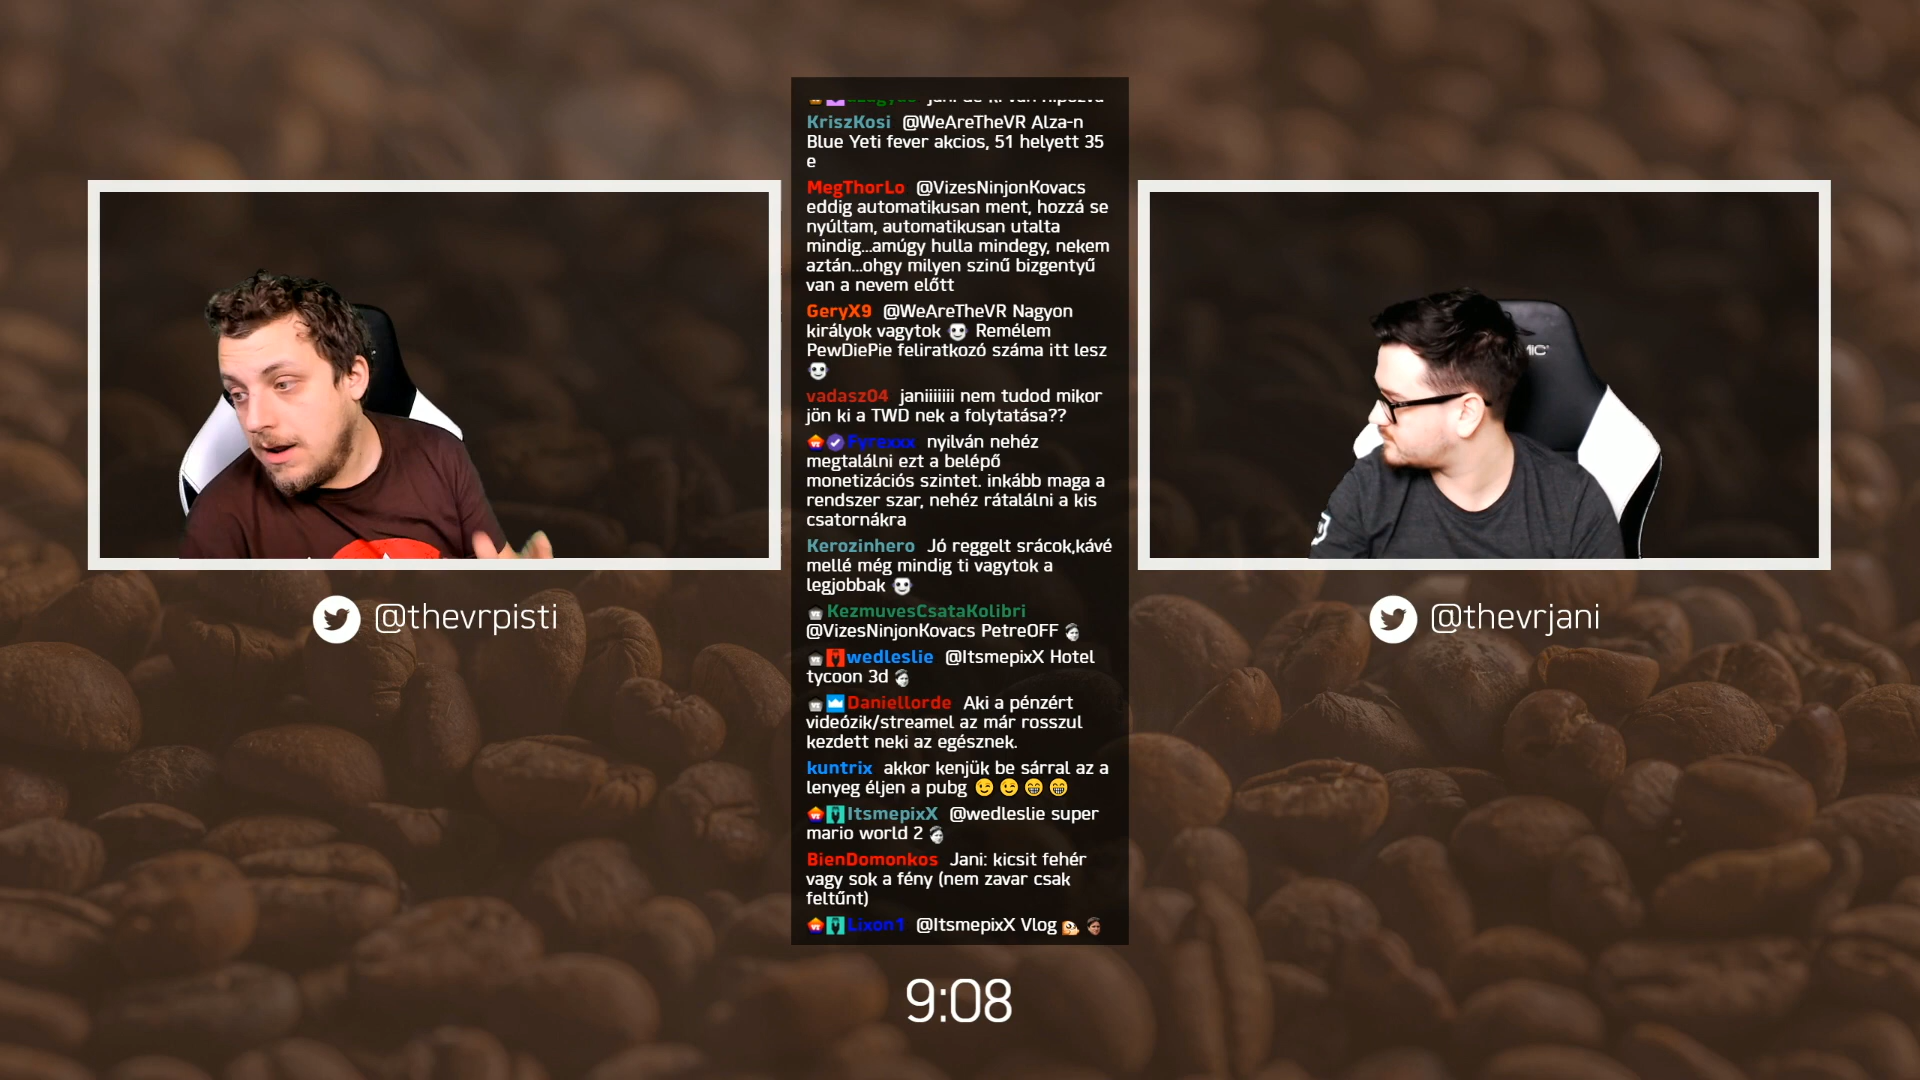 KriszKosi @WeAreTheVR Alza-n
Blue Yeti fever akcios, 51 helyett 35
e
MegThorLo @VizesNinjonKovacs
eddig automatikusan ment, hozzá se
nyúltam, automatikusan utalta
mindig...amúgy hulla mindegy, nekem
aztán...ohgy milyen szinű bizgentyű
van a nevem előtt
GeryX9 @WeAreTheVR Nagyon
királyok vagytok Remélem
PewDiePie feliratkozó száma itt lesz
vadasz04 janiiiiiii nem tudod mikor
jön ki a TWD nek a folytatása??
Fyrexxx nyilván nehéz
megtalálni ezt a belépő
monetizációs szintet. inkább maga a
rendszer szar, nehéz rátalálni a kis
csatornákra
Kerozinhero Jó reggelt srácok,kávé
mellé még mindig ti vagytok a
legjobbak
KezmuvesCsataKolibri
@VizesNinjonKovacs PetreOFF
wedleslie @ItsmepixX Hotel
tycoon 3d
Daniellorde Aki a pénzért
videózik/streamel az már rosszul
kezdett neki az egésznek.
kuntrix akkor kenjük be sárral az a
lenyeg éljen a pubg 😉 😉 😁 😁
ItsmepixX @wedleslie super
mario world 2
BienDomonkos Jani: kicsit fehér
vagy sok a fény (nem zavar csak
feltűnt)
Lixon1 @ItsmepixX Vlog
@thevrpisti
@thevrjani
9:08